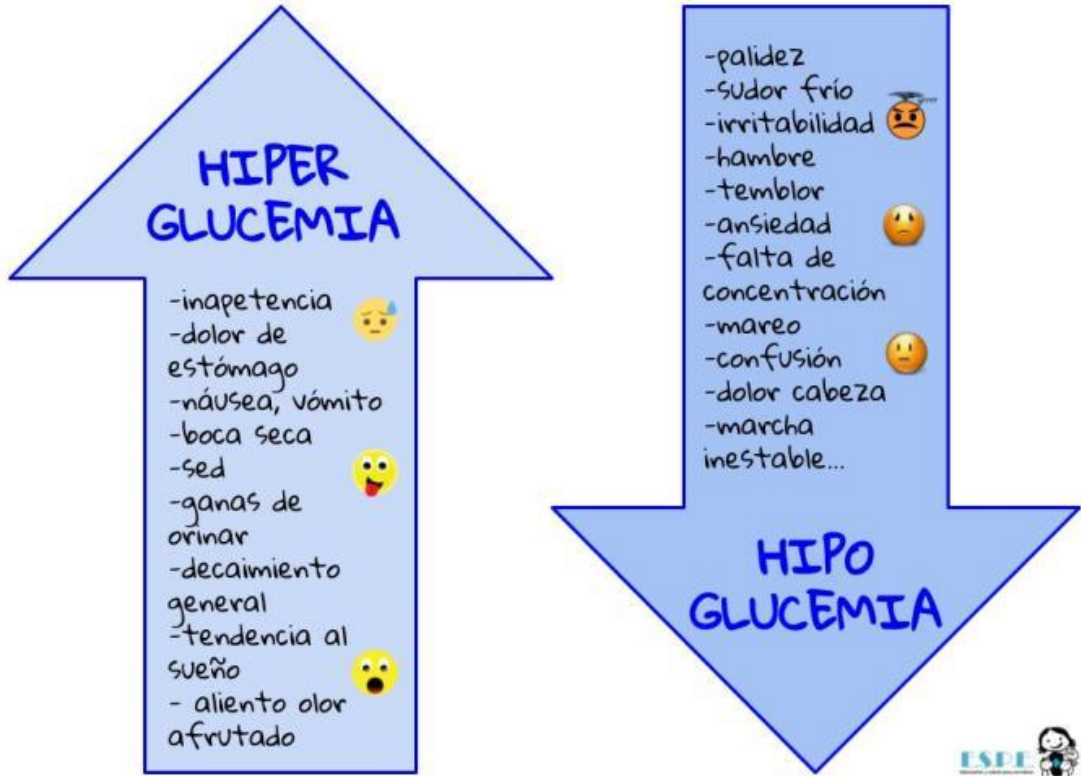 HIPER
GLUCEMIA
-inapetencia
-dolor de
estómago
-náusea, vómito
-boca seca
-sed
-ganas de
orinar
-decaimiento
general
-tendencia al
sueño
- aliento olor
afrutado
-palidez
-sudor frío
-irritabilidad
-hambre
-temblor
-ansiedad
-falta de
concentración
-mareo
-confusión
-dolor cabeza
-marcha
inestable...
HIPO
GLUCEMIA
ESPE